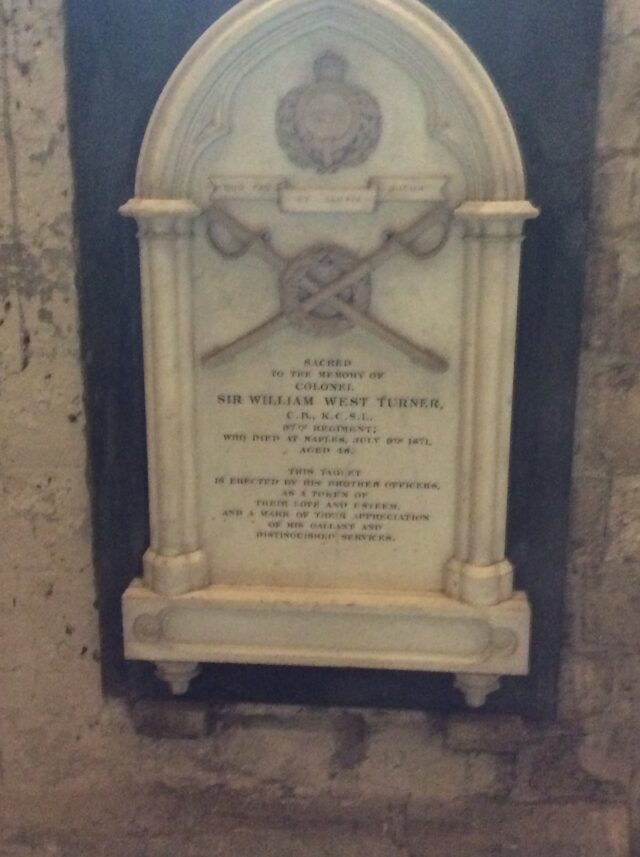 SACRED
TO THE MEMORY OF
COLONEL
SIR WILLIAM WEST TURNER,
C.B., K.C.S.I.,
97TH REGIMENT;
WHO DIED AT NAPLES, JULY 9TH 1871,
AGED
THIS TABLET
IS ERECTED BY HIS BROTHER OFFICERS,
AS A TOKEN OF
THEIR LOVE AND ESTEEM,
AND A MARK OF THEIR APPRECIATION
OF HIS GALLANT AND
DISTINGUISHED SERVICES.